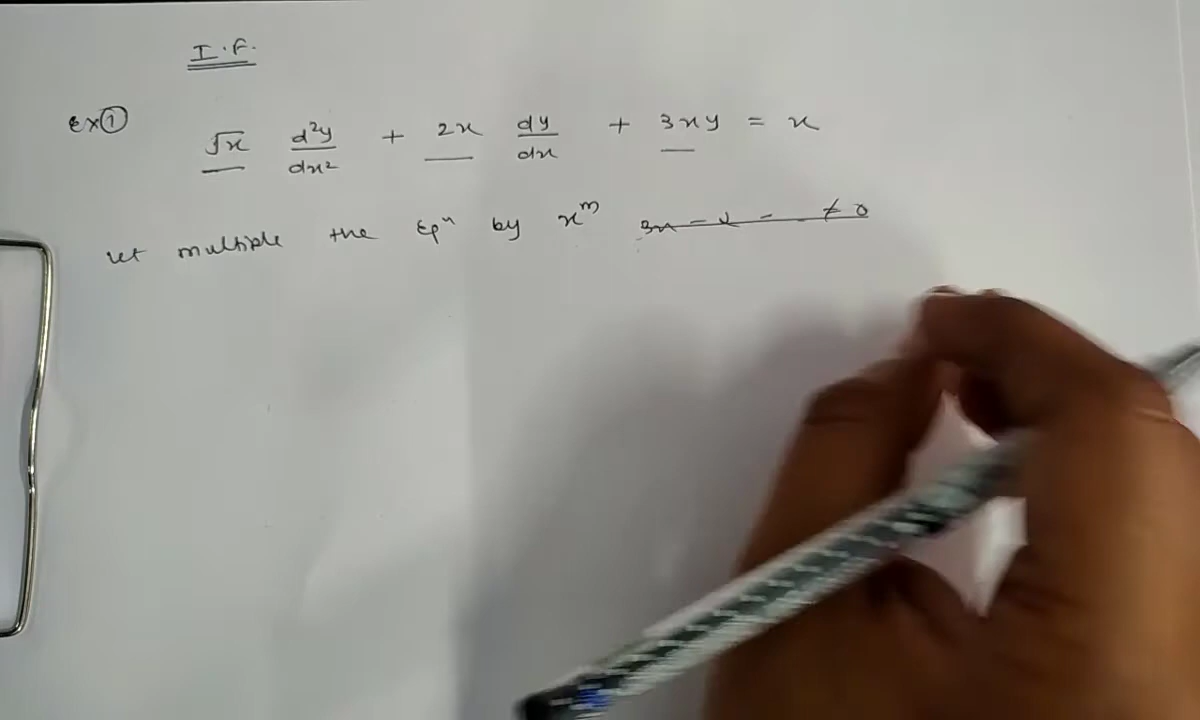 I.F.
Ex① √x d²y/dx² + 2x dy/dx + 3xy = x
let multiple the Eqⁿ by xᵐ